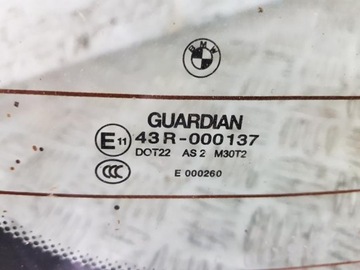 BMW
GUARDIAN
E11 43R-000137
DOT22 AS2 M30T2
CCC
E 000260